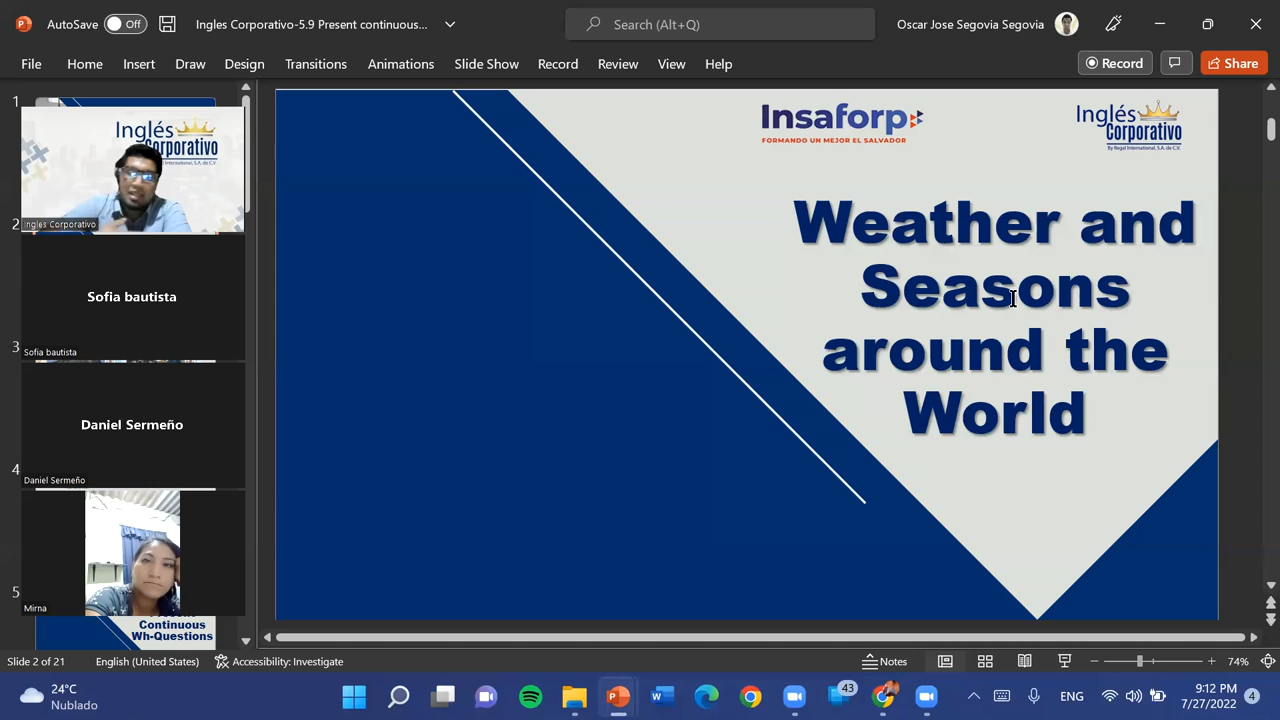 AutoSave Off Ingles Corporativo-5.9 Present continuous... Search (Alt+Q) Oscar Jose Segovia Segovia
File Home Insert Draw Design Transitions Animations Slide Show Record Review View Help Record Share
1
Inglés
Corporativo
By Regal International, S.A. de C.V.
Ingles Corporativo
2
Sofia bautista
Sofia bautista
3
Daniel Sermeño
Daniel Sermeño
4
Mirna
5
Continuous
Wh-Questions
Insaforp
FORMANDO UN MEJOR EL SALVADOR
Inglés
Corporativo
By Regal International, S.A. de C.V.
Weather and
Seasons
around the
World
Slide 2 of 21 English (United States) Accessibility: Investigate Notes 74%
24°C
Nublado
43
ENG
9:12 PM
7/27/2022
4